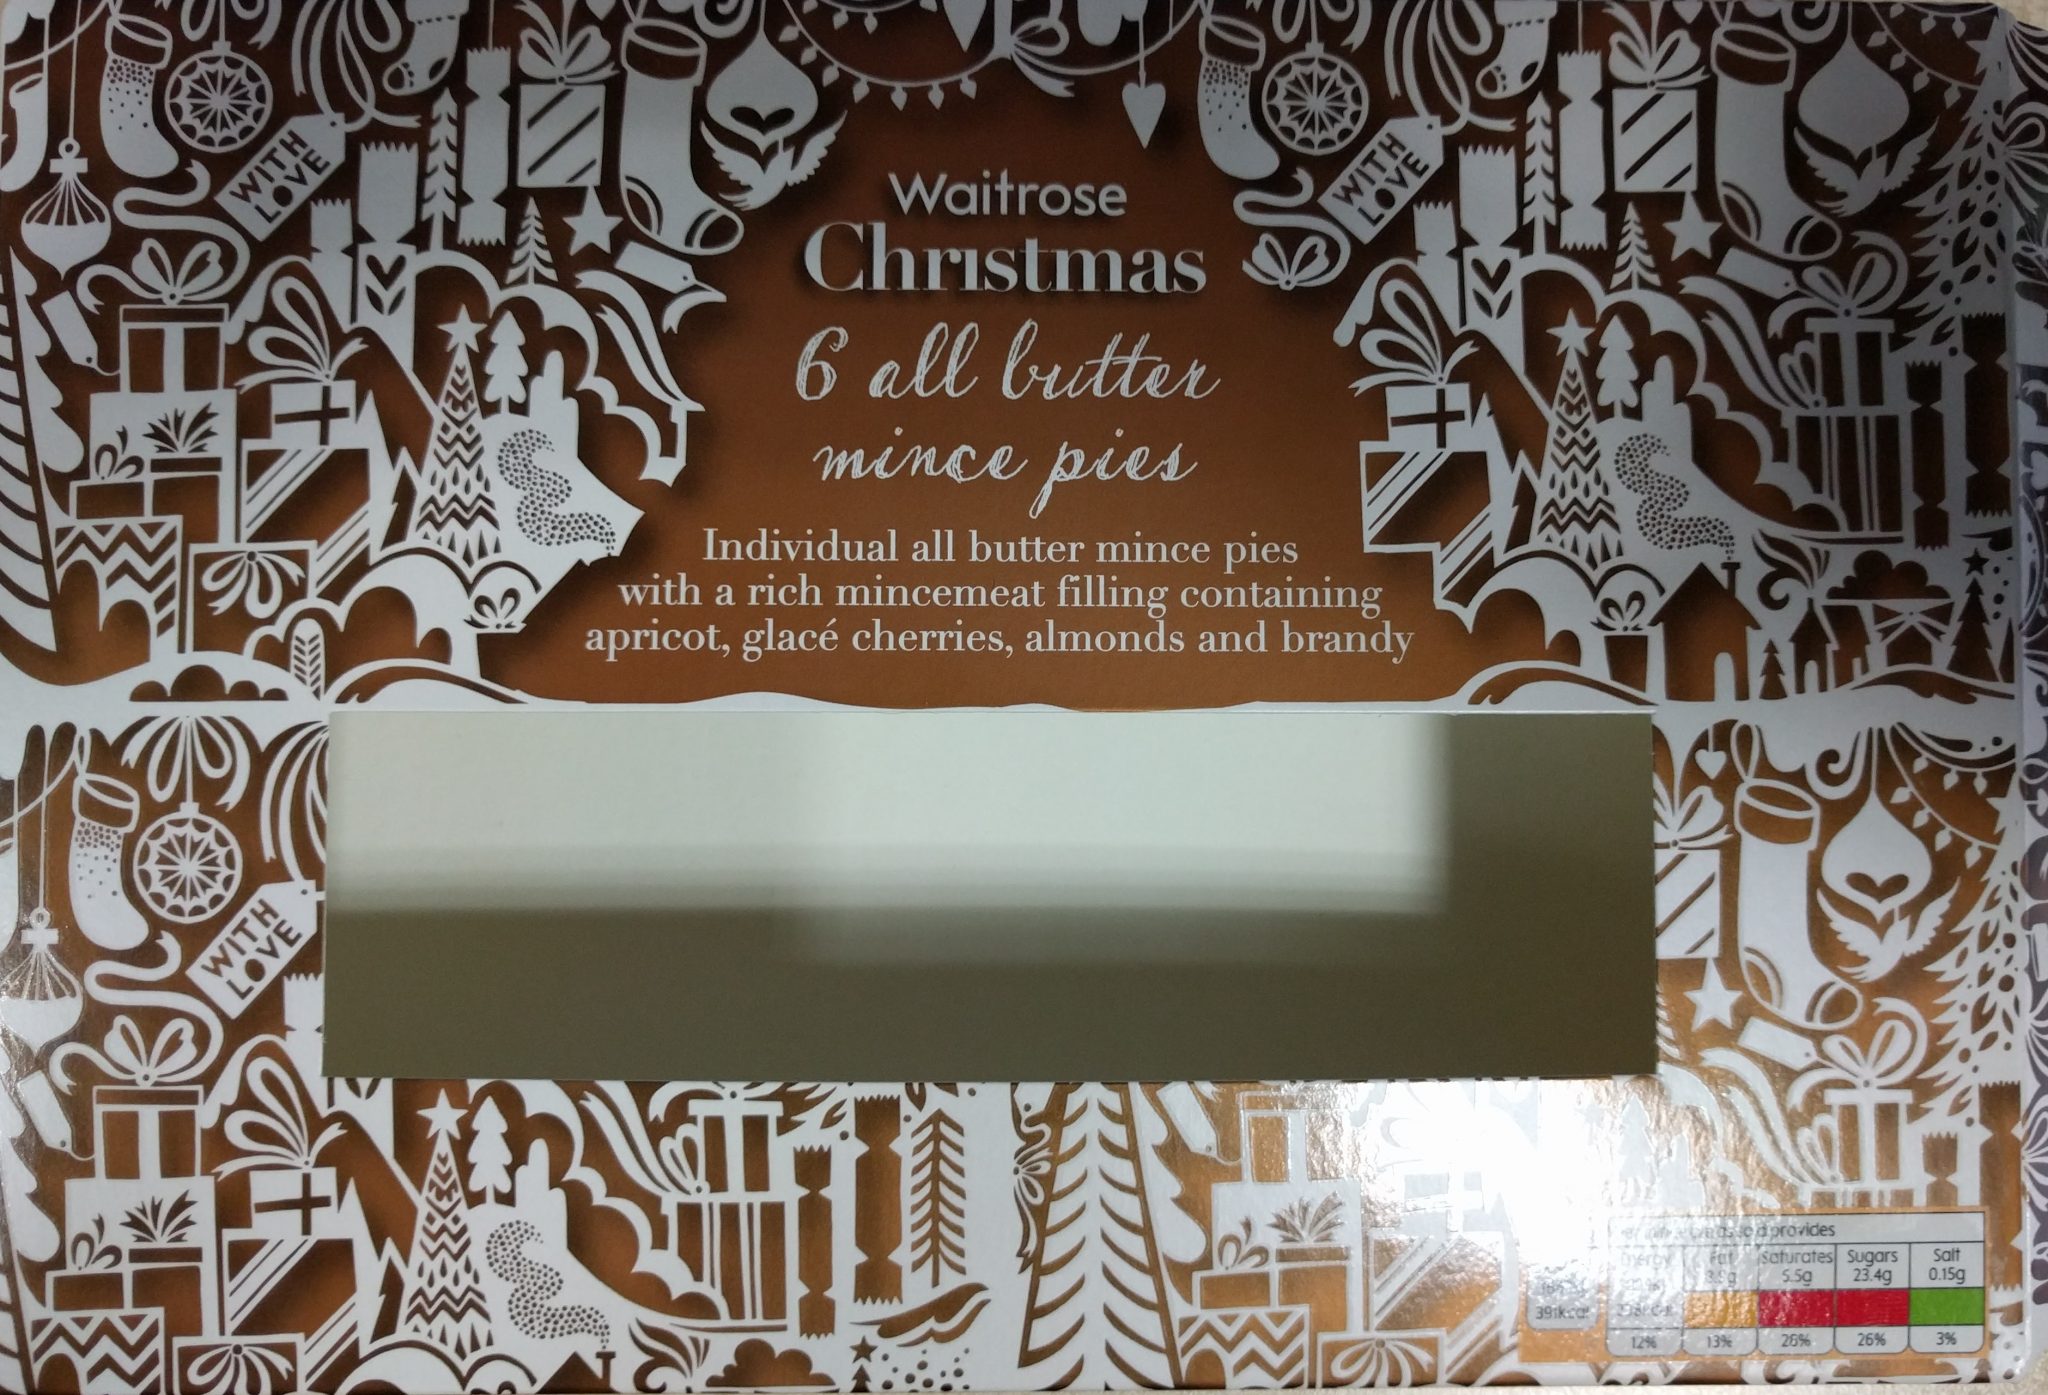 WITH
LOVE
WITH
LOVE
Waitrose
Christmas
6 all butter
mince pies
Individual all butter mince pies
with a rich mincemeat filling containing
apricot, glacé cherries, almonds and brandy
WITH
LOVE
provides
Energy Fat Saturates Sugars Salt
5.5g 23.4g 0.15g
391kcal
12% 13% 26% 26% 3%